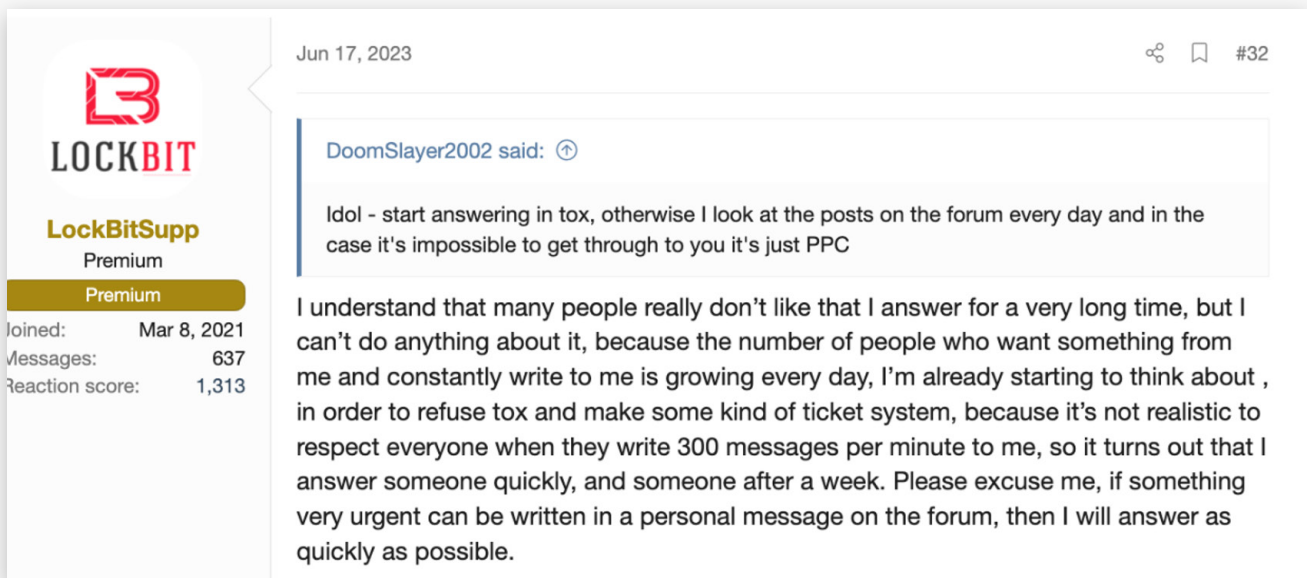 Jun 17, 2023
#32
LOCKBIT
LockBitSupp
Premium
Premium
Joined: Mar 8, 2021
Messages: 637
Reaction score: 1,313
DoomSlayer2002 said:
Idol - start answering in tox, otherwise I look at the posts on the forum every day and in the
case it's impossible to get through to you it's just PPC
I understand that many people really don’t like that I answer for a very long time, but I
can’t do anything about it, because the number of people who want something from
me and constantly write to me is growing every day, I’m already starting to think about ,
in order to refuse tox and make some kind of ticket system, because it’s not realistic to
respect everyone when they write 300 messages per minute to me, so it turns out that I
answer someone quickly, and someone after a week. Please excuse me, if something
very urgent can be written in a personal message on the forum, then I will answer as
quickly as possible.